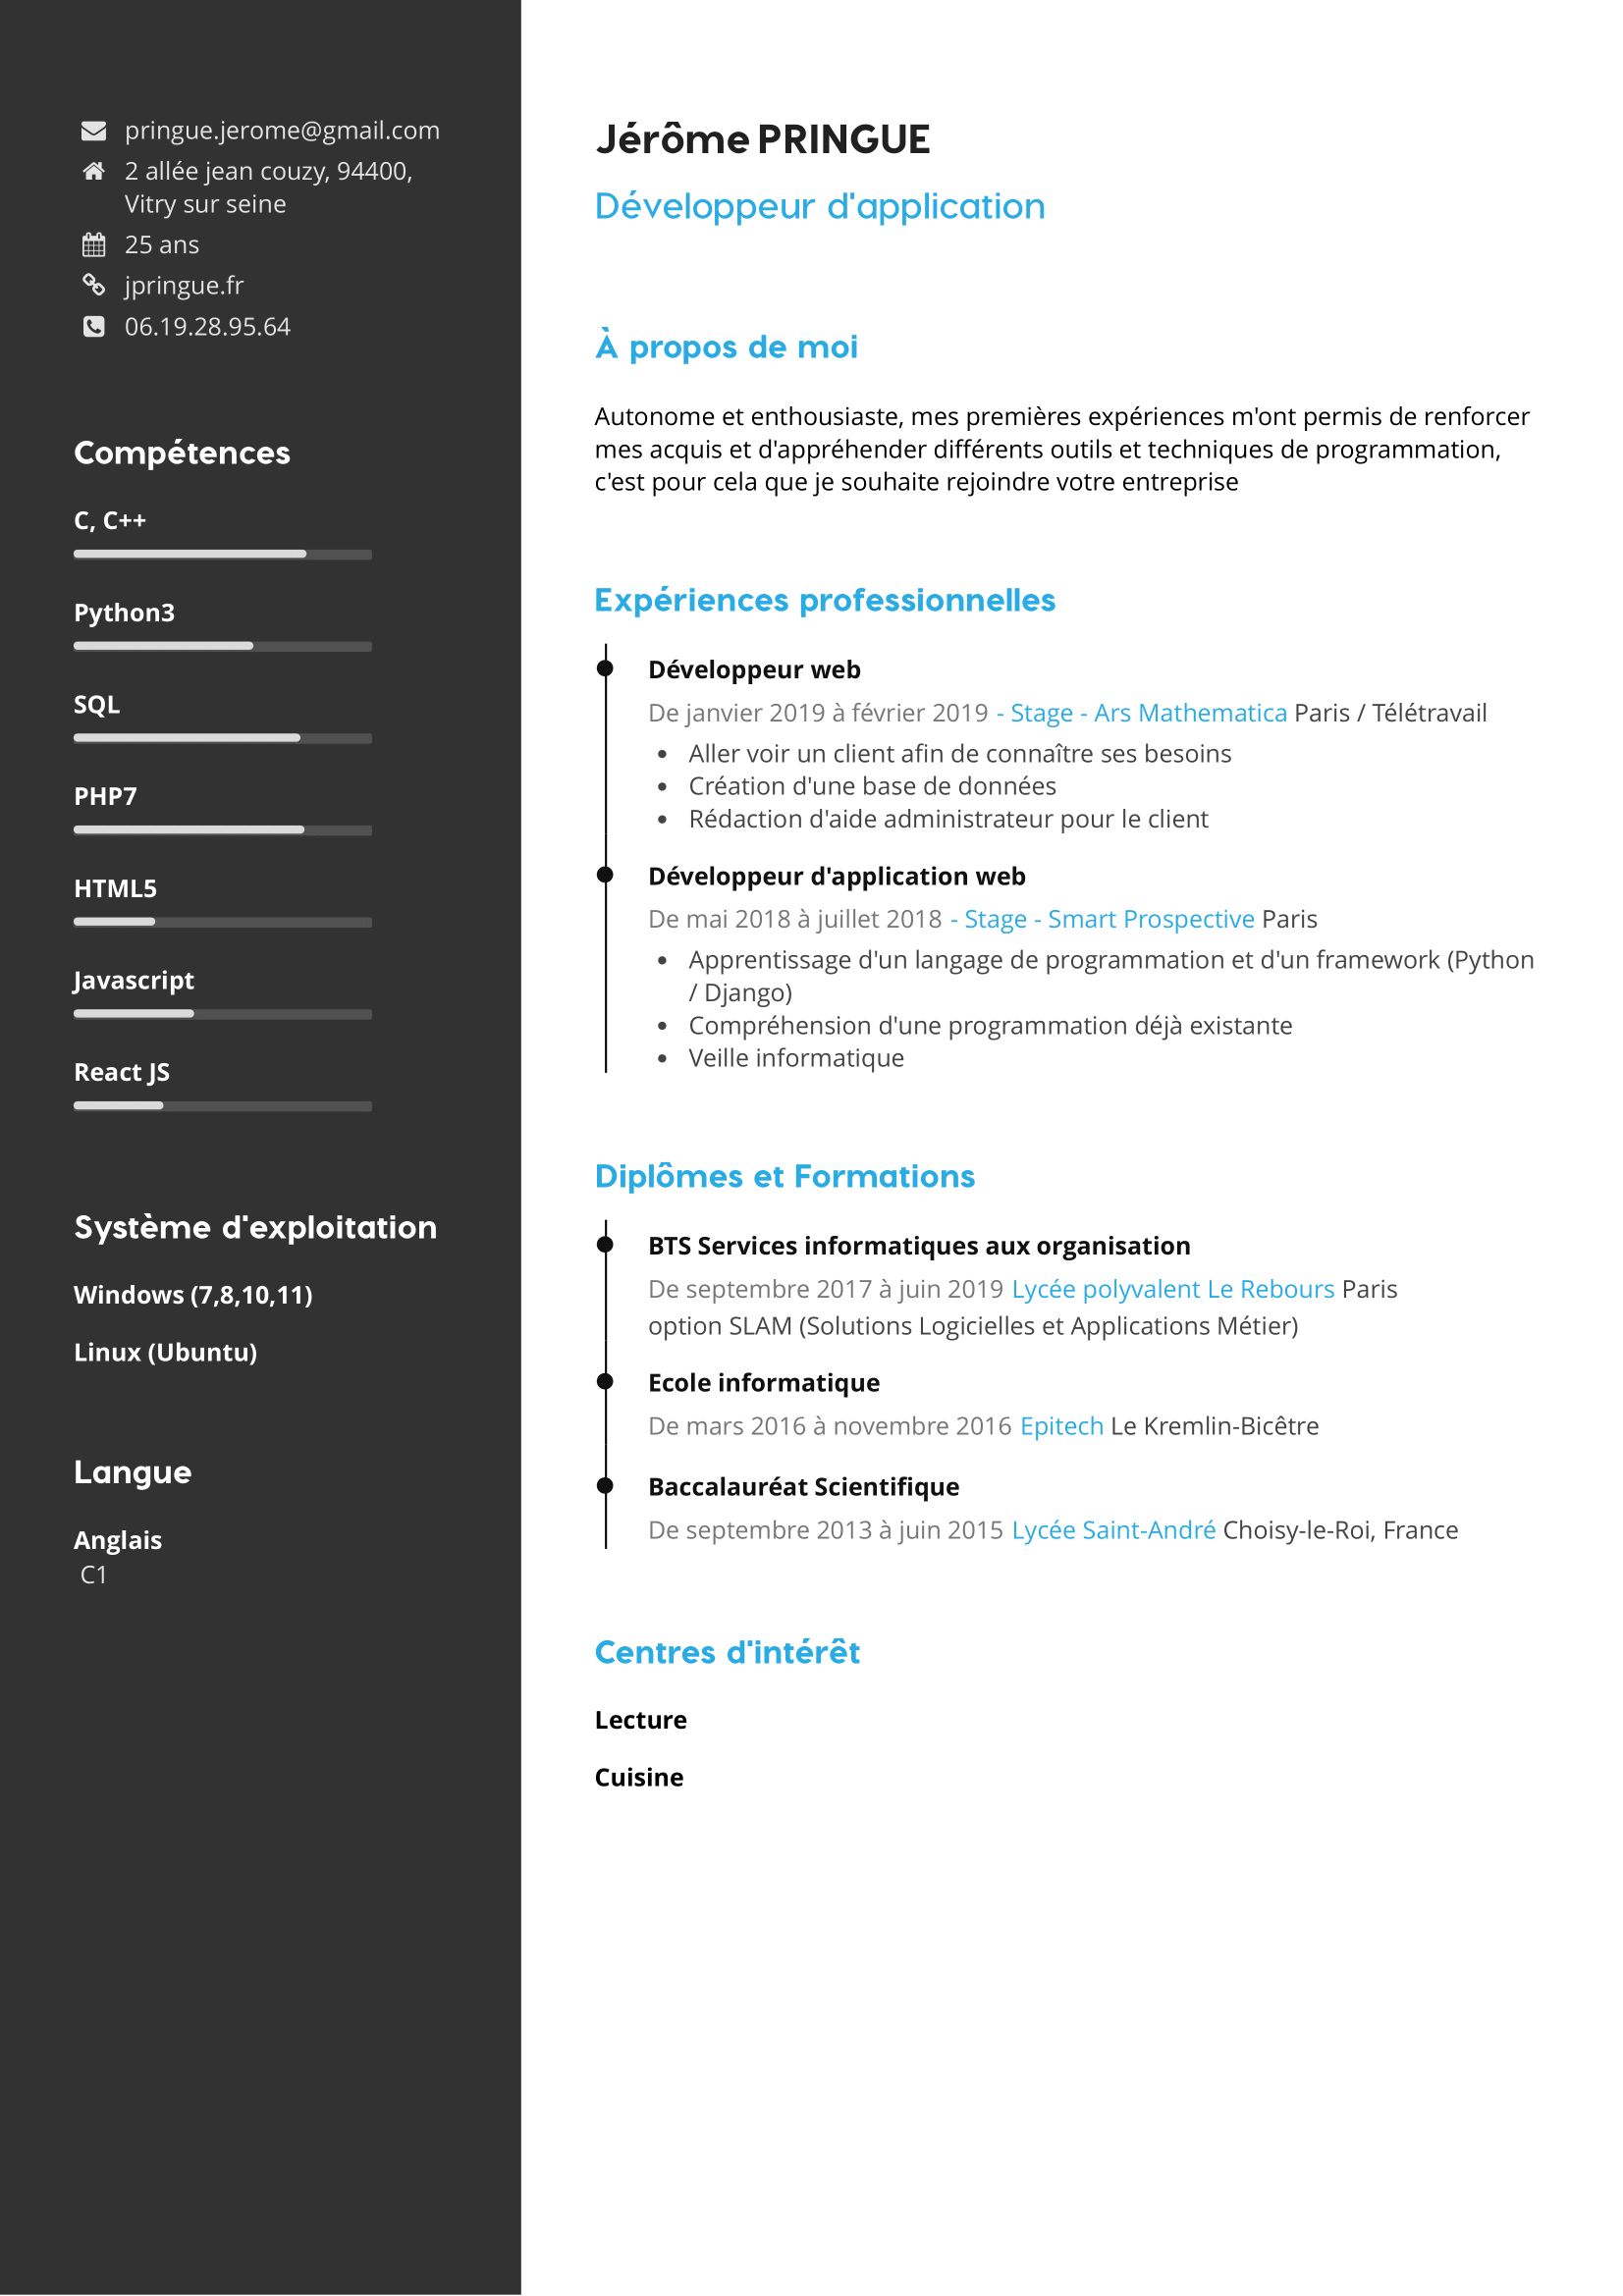 pringue.jerome@gmail.com
2 allée jean couzy, 94400,
Vitry sur seine
25 ans
jpringue.fr
06.19.28.95.64
Compétences
C, C++
Python3
SQL
PHP7
HTML5
Javascript
React JS
Système d'exploitation
Windows (7,8,10,11)
Linux (Ubuntu)
Langue
Anglais
C1
Jérôme PRINGUE
Développeur d'application
À propos de moi
Autonome et enthousiaste, mes premières expériences m'ont permis de renforcer
mes acquis et d'appréhender différents outils et techniques de programmation,
c'est pour cela que je souhaite rejoindre votre entreprise
Expériences professionnelles
Développeur web
De janvier 2019 à février 2019 - Stage - Ars Mathematica Paris / Télétravail
• Aller voir un client afin de connaître ses besoins
• Création d'une base de données
• Rédaction d'aide administrateur pour le client
Développeur d'application web
De mai 2018 à juillet 2018 - Stage - Smart Prospective Paris
• Apprentissage d'un langage de programmation et d'un framework (Python
/ Django)
• Compréhension d'une programmation déjà existante
• Veille informatique
Diplômes et Formations
BTS Services informatiques aux organisation
De septembre 2017 à juin 2019 Lycée polyvalent Le Rebours Paris
option SLAM (Solutions Logicielles et Applications Métier)
Ecole informatique
De mars 2016 à novembre 2016 Epitech Le Kremlin-Bicêtre
Baccalauréat Scientifique
De septembre 2013 à juin 2015 Lycée Saint-André Choisy-le-Roi, France
Centres d'intérêt
Lecture
Cuisine